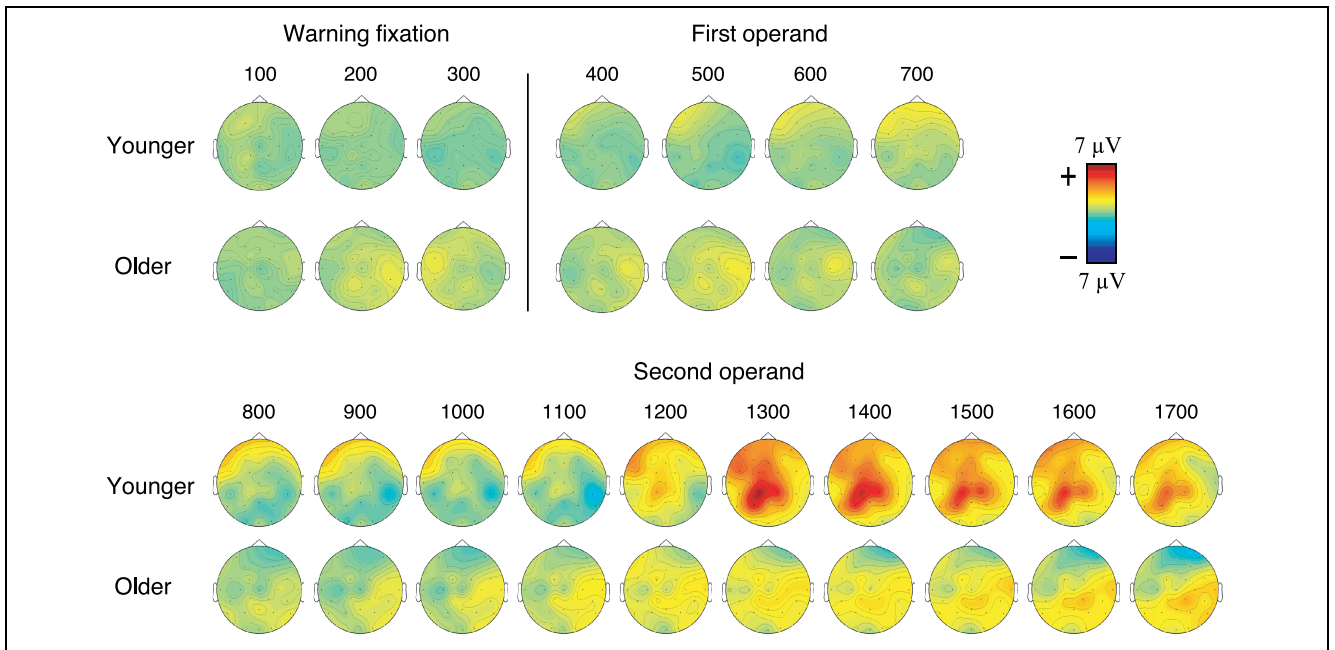 Warning fixation First operand
100 200 300 400 500 600 700
Younger
7 µV
+
Older
–
7 µV
Second operand
800 900 1000 1100 1200 1300 1400 1500 1600 1700
Younger
Older